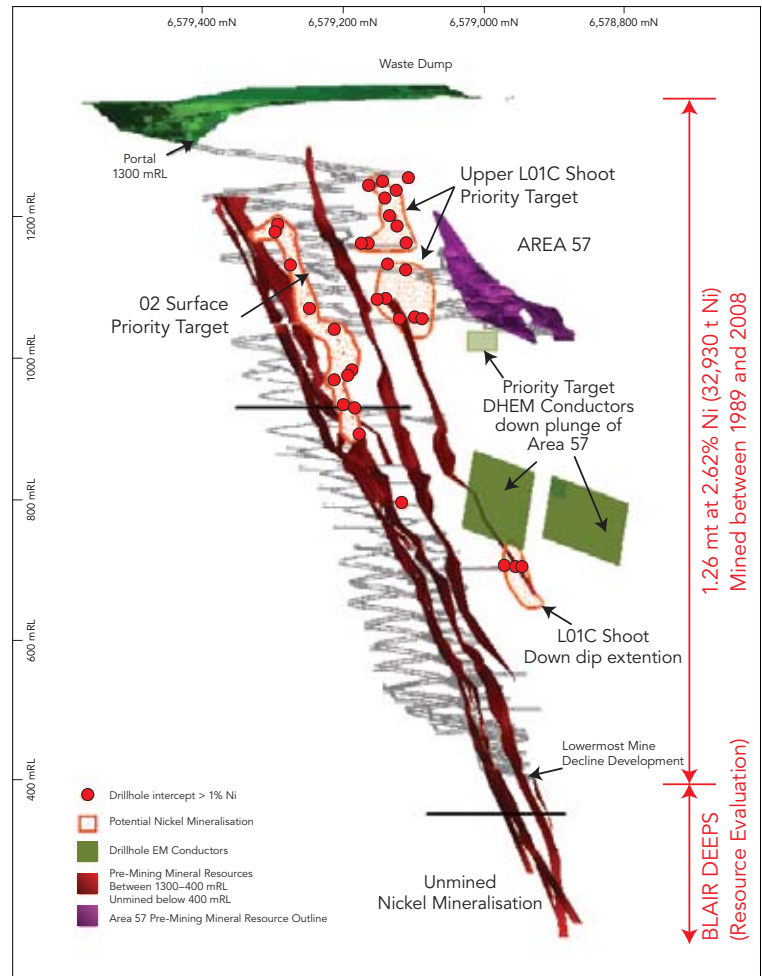 6,579,400 mN
6,579,200 mN
6,579,000 mN
6,578,800 mN
Waste Dump
Portal
1300 mRL
Upper L01C Shoot
Priority Target
AREA 57
1200 mRL
02 Surface
Priority Target
1000 mRL
Priority Target
DHEM Conductors
down plunge of
Area 57
800 mRL
L01C Shoot
Down dip extention
600 mRL
Lowermost Mine
Decline Development
400 mRL
1.26 mt at 2.62% Ni (32,930 t Ni)
Mined between 1989 and 2008
BLAIR DEEPS
(Resource Evaluation)
Unmined
Nickel Mineralisation
Drillhole intercept > 1% Ni
Potential Nickel Mineralisation
Drillhole EM Conductors
Pre-Mining Mineral Resources
Between 1300–400 mRL
Unmined below 400 mRL
Area 57 Pre-Mining Mineral Resource Outline